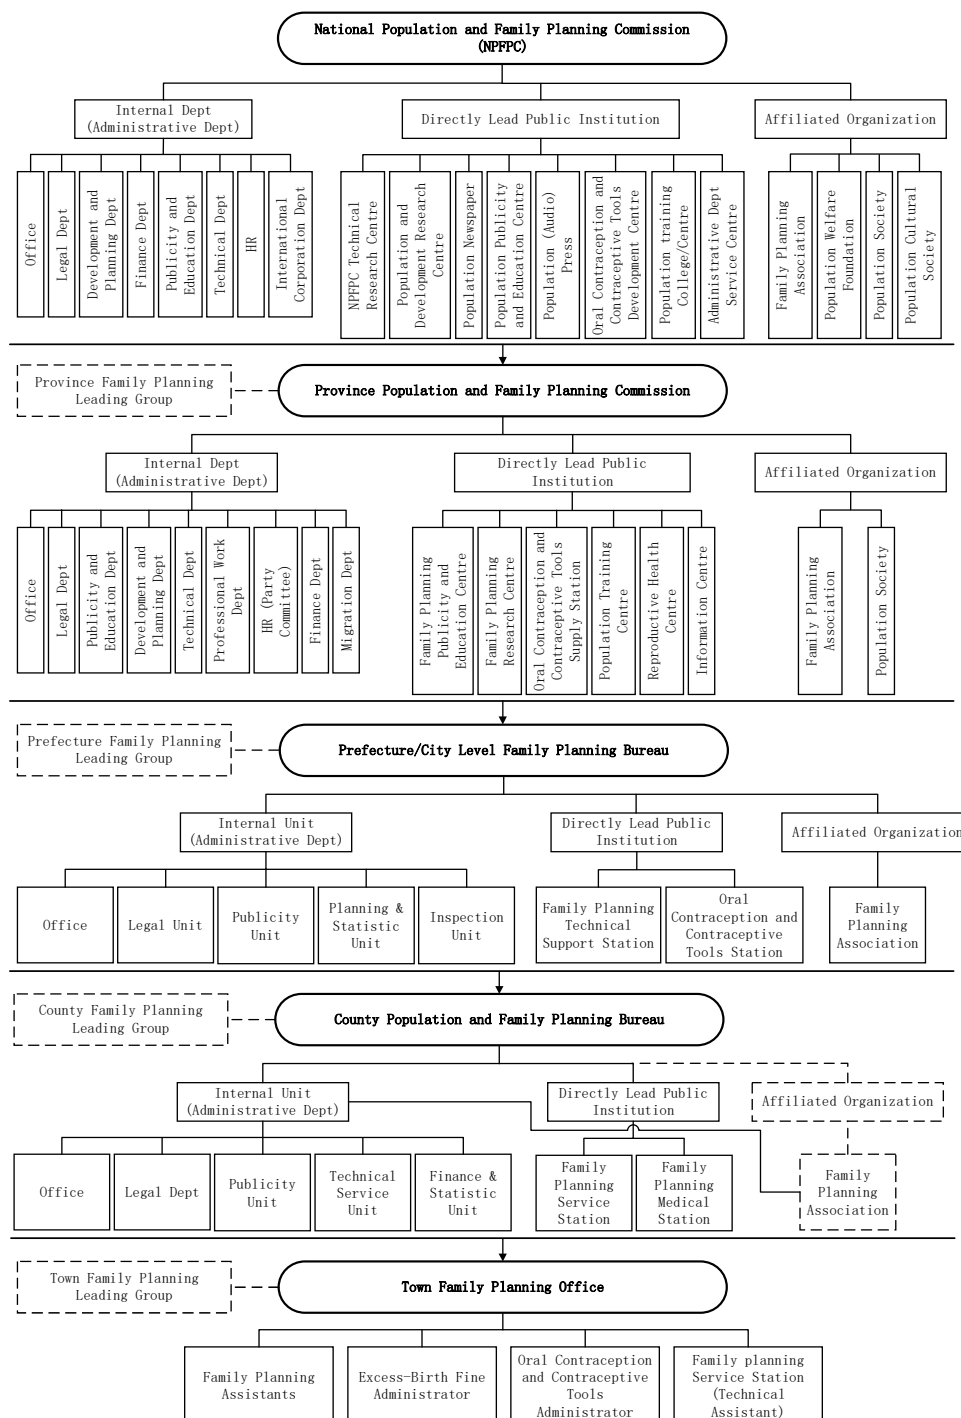 National Population and Family Planning Commission
(NPFPC)
Internal Dept
(Administrative Dept)
Directly Lead Public Institution
Affiliated Organization
Office
Legal Dept
Development and
Planning Dept
Finance Dept
Publicity and
Education Dept
Technical Dept
HR
International
Corporation Dept
NPFPC Technical
Research Centre
Population and
Development Research
Centre
Population Newspaper
Population Publicity
and Education Centre
Population (Audio)
Press
Oral Contraception and
Contraceptive Tools
Development Centre
Population training
College/Centre
Administrative Dept
Service Centre
Family Planning
Association
Population Welfare
Foundation
Population Society
Population Cultural
Society
Province Family Planning
Leading Group
Province Population and Family Planning Commission
Internal Dept
(Administrative Dept)
Directly Lead Public
Institution
Affiliated Organization
Office
Legal Dept
Publicity and
Education Dept
Development and
Planning Dept
Technical Dept
Professional Work
Dept
HR (Party
Committee)
Finance Dept
Migration Dept
Family Planning
Publicity and
Education Centre
Family Planning
Research Centre
Oral Contraception and
Contraceptive Tools
Supply Station
Population Training
Centre
Reproductive Health
Centre
Information Centre
Family Planning
Association
Population Society
Prefecture Family Planning
Leading Group
Prefecture/City Level Family Planning Bureau
Internal Unit
(Administrative Dept)
Directly Lead Public
Institution
Affiliated Organization
Office
Legal Unit
Publicity
Unit
Planning &
Statistic
Unit
Inspection
Unit
Family Planning
Technical
Support Station
Oral
Contraception and
Contraceptive
Tools Station
Family
Planning
Association
County Family Planning
Leading Group
County Population and Family Planning Bureau
Internal Unit
(Administrative Dept)
Directly Lead Public
Institution
Affiliated Organization
Office
Legal Dept
Publicity
Unit
Technical
Service
Unit
Finance &
Statistic
Unit
Family
Planning
Service
Station
Family
Planning
Medical
Station
Family
Planning
Association
Town Family Planning
Leading Group
Town Family Planning Office
Family Planning
Assistants
Excess-Birth Fine
Administrator
Oral Contraception
and Contraceptive
Tools
Administrator
Family planning
Service Station
(Technical
Assistant)